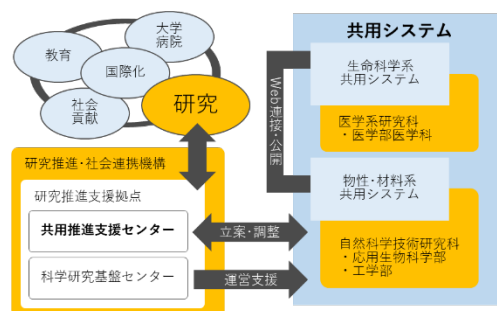 教育
大学
病院
国際化
社会
貢献
研究
研究推進・社会連携機構
研究推進支援拠点
共用推進支援センター
科学研究基盤センター
立案・調整
運営支援
Web連接・公開
共用システム
生命科学系
共用システム
医学系研究科
・医学部医学科
物性・材料系
共用システム
自然科学技術研究科
・応用生物科学部
・工学部